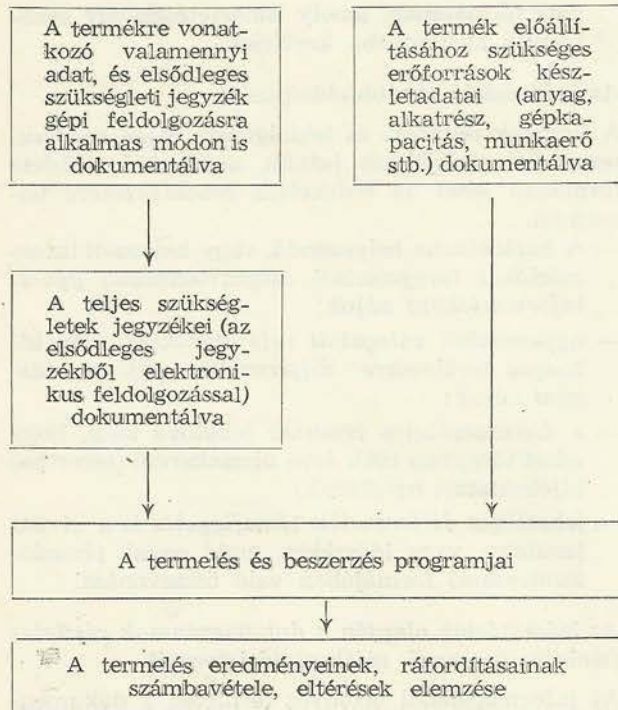 A termékre vonat-
kozó valamennyi
adat, és elsődleges
szükségleti jegyzék
gépi feldolgozásra
alkalmas módon is
dokumentálva
A termék előállí-
tásához szükséges
erőforrások kész-
letadatai (anyag,
alkatrész, gépka-
pacitás, munkaerő
stb.) dokumentálva
A teljes szükség-
letek jegyzékei (az
elsődleges jegy-
zékből elektroni-
kus feldolgozással)
dokumentálva
A termelés és beszerzés programjai
A termelés eredményeinek, ráfordításainak
számbavétele, eltérések elemzése